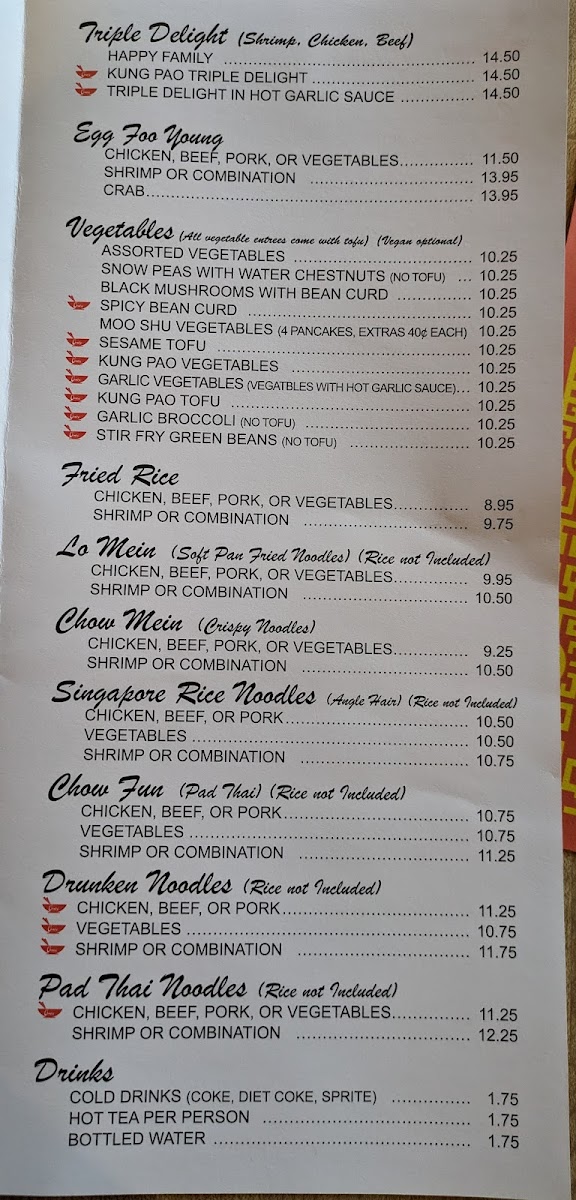 Triple Delight (Shrimp, Chicken, Beef)
HAPPY FAMILY 14.50
KUNG PAO TRIPLE DELIGHT 14.50
TRIPLE DELIGHT IN HOT GARLIC SAUCE 14.50
Egg Foo Young
CHICKEN, BEEF, PORK, OR VEGETABLES 11.50
SHRIMP OR COMBINATION 13.95
CRAB 13.95
Vegetables (All vegetable entrees come with tofu) (Vegan optional)
ASSORTED VEGETABLES 10.25
SNOW PEAS WITH WATER CHESTNUTS (NO TOFU) 10.25
BLACK MUSHROOMS WITH BEAN CURD 10.25
SPICY BEAN CURD 10.25
MOO SHU VEGETABLES (4 PANCAKES, EXTRAS 40¢ EACH) 10.25
SESAME TOFU 10.25
KUNG PAO VEGETABLES 10.25
GARLIC VEGETABLES (VEGATBLES WITH HOT GARLIC SAUCE) 10.25
KUNG PAO TOFU 10.25
GARLIC BROCCOLI (NO TOFU) 10.25
STIR FRY GREEN BEANS (NO TOFU) 10.25
Fried Rice
CHICKEN, BEEF, PORK, OR VEGETABLES 8.95
SHRIMP OR COMBINATION 9.75
Lo Mein (Soft Pan Fried Noodles) (Rice not Included)
CHICKEN, BEEF, PORK, OR VEGETABLES 9.95
SHRIMP OR COMBINATION 10.50
Chow Mein (Crispy Noodles)
CHICKEN, BEEF, PORK, OR VEGETABLES 9.25
SHRIMP OR COMBINATION 10.50
Singapore Rice Noodles (Angle Hair) (Rice not Included)
CHICKEN, BEEF, OR PORK 10.50
VEGETABLES 10.50
SHRIMP OR COMBINATION 10.75
Chow Fun (Pad Thai) (Rice not Included)
CHICKEN, BEEF, OR PORK 10.75
VEGETABLES 10.75
SHRIMP OR COMBINATION 11.25
Drunken Noodles (Rice not Included)
CHICKEN, BEEF, OR PORK 11.25
VEGETABLES 10.75
SHRIMP OR COMBINATION 11.75
Pad Thai Noodles (Rice not Included)
CHICKEN, BEEF, PORK, OR VEGETABLES 11.25
SHRIMP OR COMBINATION 12.25
Drinks
COLD DRINKS (COKE, DIET COKE, SPRITE) 1.75
HOT TEA PER PERSON 1.75
BOTTLED WATER 1.75